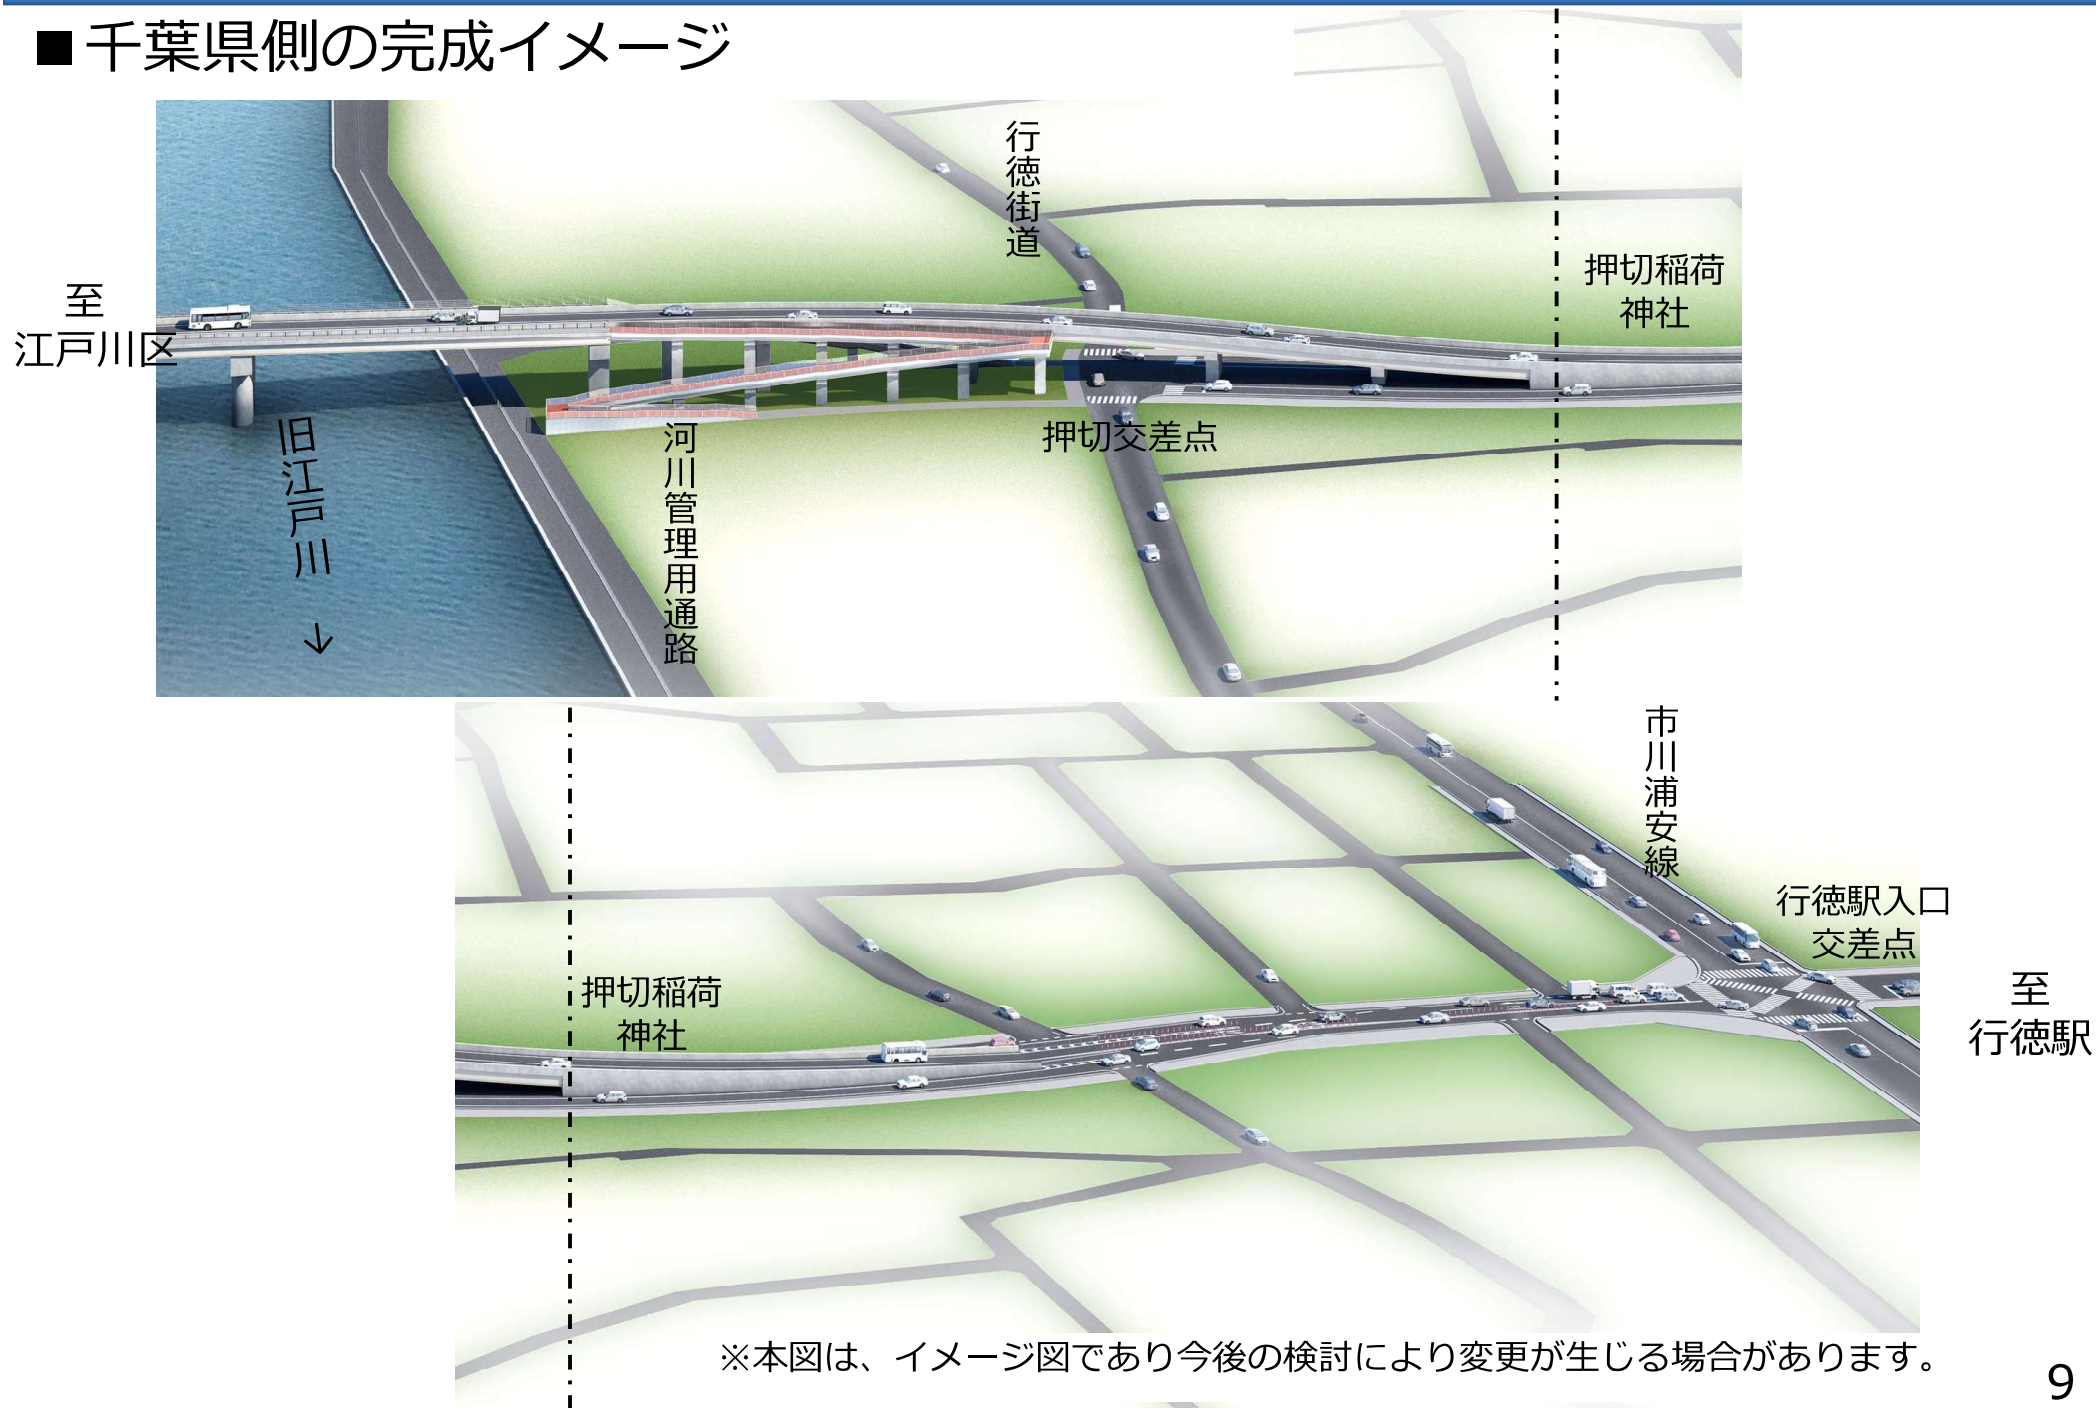 ■千葉県側の完成イメージ
行徳街道
押切稲荷
神社
至
江戸川区
旧江戸川
↓
河川管理用通路
押切交差点
市川浦安線
行徳駅入口
交差点
押切稲荷
神社
至
行徳駅
※本図は、イメージ図であり今後の検討により変更が生じる場合があります。
9